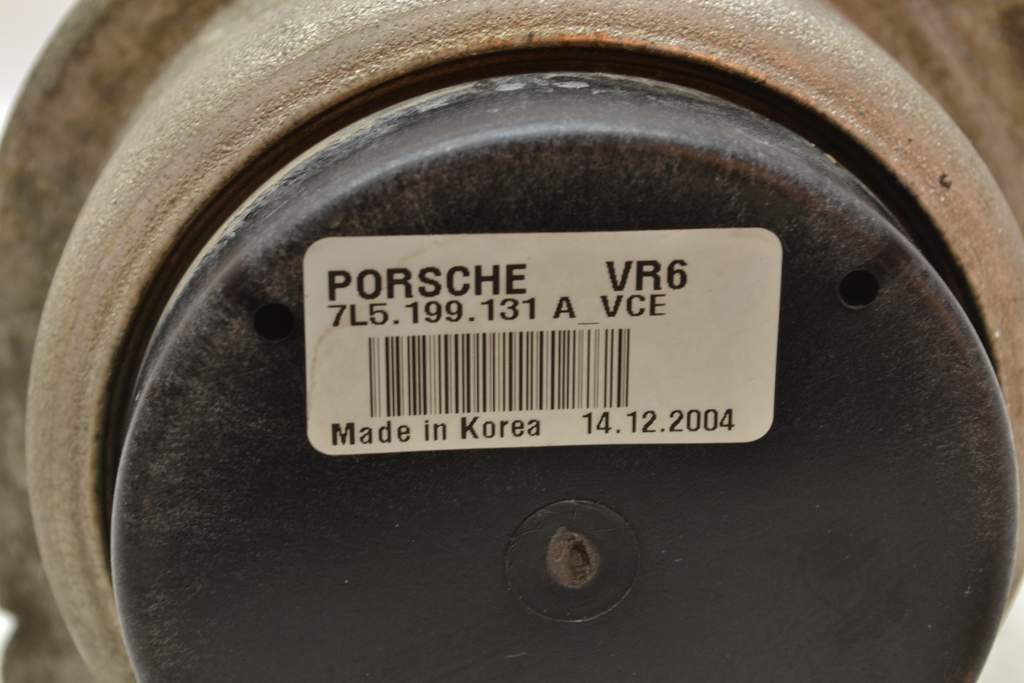 PORSCHE VR6
7L5.199.131 A_VCE
Made in Korea 14.12.2004